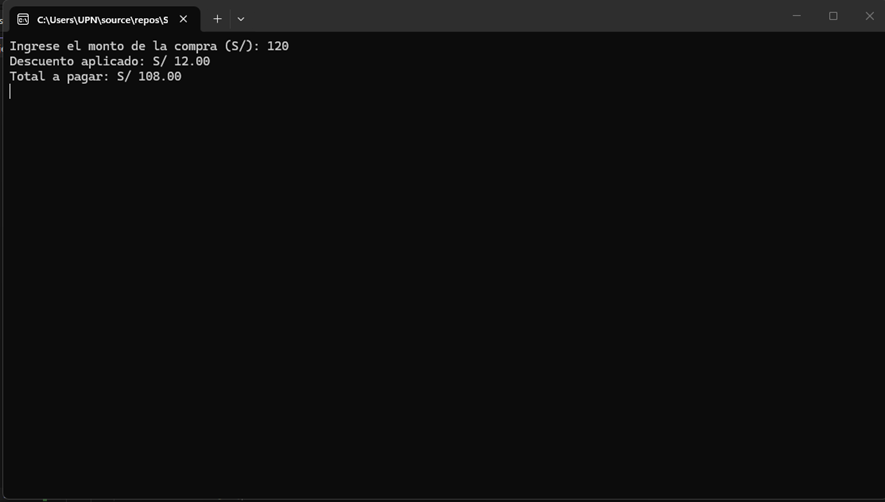 C:\Users\UPN\source\repos\S
Ingrese el monto de la compra (S/): 120
Descuento aplicado: S/ 12.00
Total a pagar: S/ 108.00